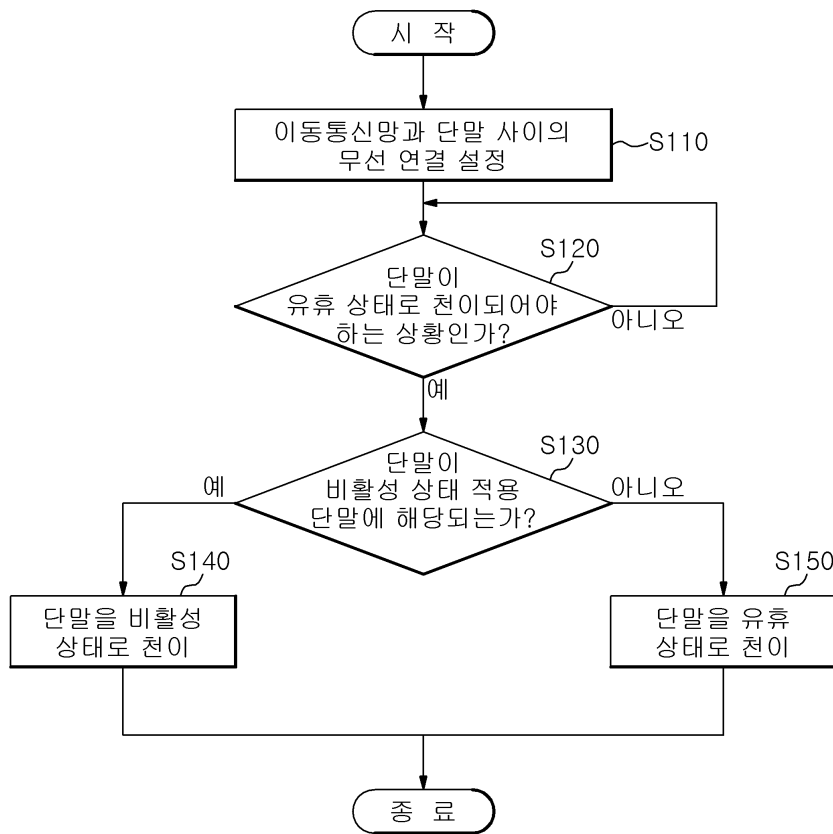 시 작
이동통신망과 단말 사이의
무선 연결 설정
S110
S120
단말이
유휴 상태로 천이되어야
하는 상황인가?
아니오
예
S130
단말이
비활성 상태 적용
단말에 해당되는가?
예
아니오
S140
단말을 비활성
상태로 천이
S150
단말을 유휴
상태로 천이
종 료